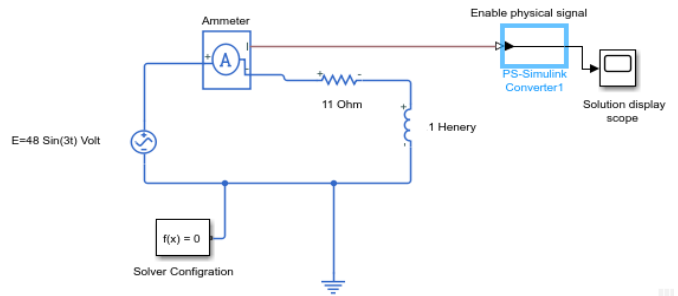 Enable physical signal
Ammeter
I
+
A
-
PS-Simulink
Converter1
+
-
11 Ohm
Solution display
scope
+
1 Henery
-
E=48 Sin(3t) Volt
f(x) = 0
Solver Configration